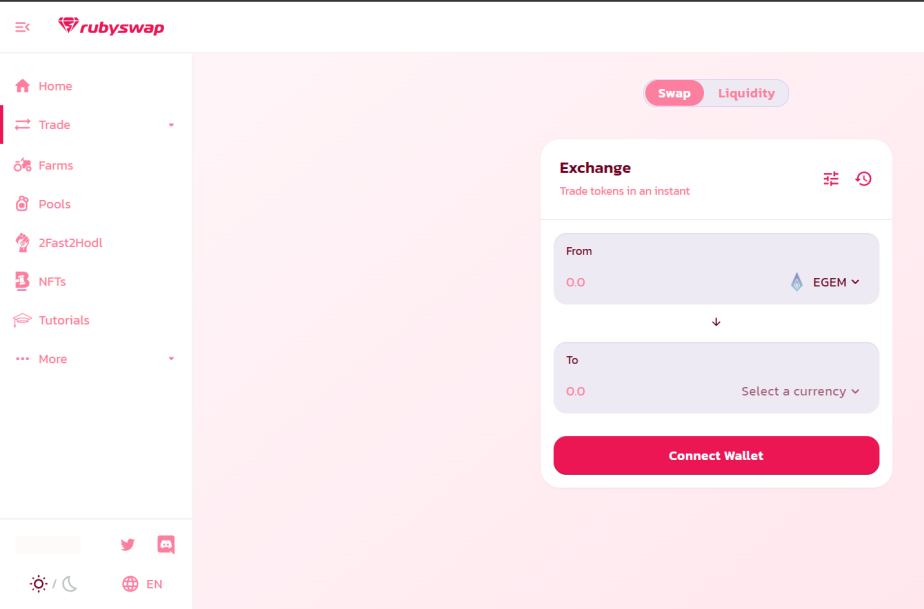 rubyswap
Home
Trade
Farms
Pools
2Fast2Hodl
NFTs
Tutorials
More
/
EN
Swap
Liquidity
Exchange
Trade tokens in an instant
From
0.0
EGEM
To
0.0
Select a currency
Connect Wallet